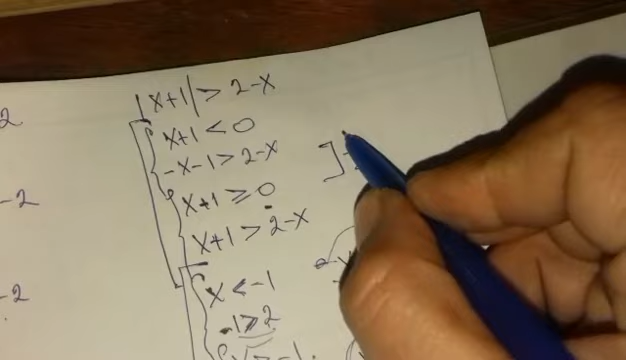 2
|x+1| > 2-x
x+1 < 0
-x-1 > 2-x
-2
x+1 ≥ 0
x+1 > 2-x
x < -1
-2
-1 > 2